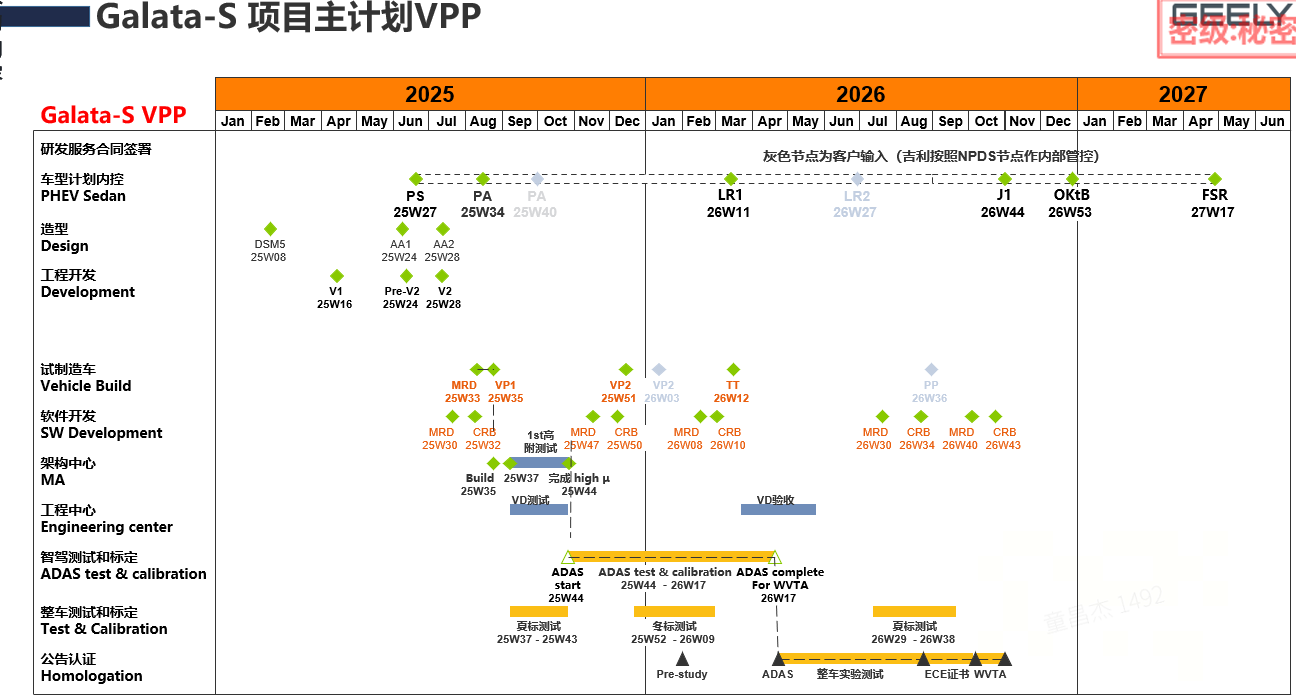 Galata-S 项目主计划VPP
GEELY
密级:秘密
Galata-S VPP
2025 2026 2027
Jan Feb Mar Apr May Jun Jul Aug Sep Oct Nov Dec Jan Feb Mar Apr May Jun Jul Aug Sep Oct Nov Dec Jan Feb Mar Apr May Jun
研发服务合同签署
灰色节点为客户输入（吉利按照NPDS节点作内部管控）
车型计划内控
PHEV Sedan
PS PA PA LR1 LR2 J1 OKtB FSR
25W27 25W34 25W40 26W11 26W27 26W44 26W53 27W17
造型
Design
DSM5 AA1 AA2
25W08 25W24 25W28
工程开发
Development
V1 Pre-V2 V2
25W16 25W24 25W28
试制造车
Vehicle Build
MRD VP1 VP2 VP2 TT PP
25W33 25W35 25W51 26W03 26W12 26W36
软件开发
SW Development
MRD CRB MRD CRB MRD CRB MRD CRB MRD CRB
25W30 25W32 25W47 25W50 26W08 26W10 26W30 26W34 26W40 26W43
1st高
附测试
架构中心
MA
Build 25W37 完成high μ
25W35 25W44
工程中心
Engineering center
VD测试 VD验收
智驾测试和标定
ADAS test & calibration
ADAS
start
25W44
ADAS test & calibration
25W44 - 26W17
ADAS complete
For WVTA
26W17
整车测试和标定
Test & Calibration
夏标测试 冬标测试 夏标测试
25W37 - 25W43 25W52 - 26W09 26W29 - 26W38
公告认证
Homologation
Pre-study ADAS 整车实验测试 ECE证书 WVTA
童昌杰 1492